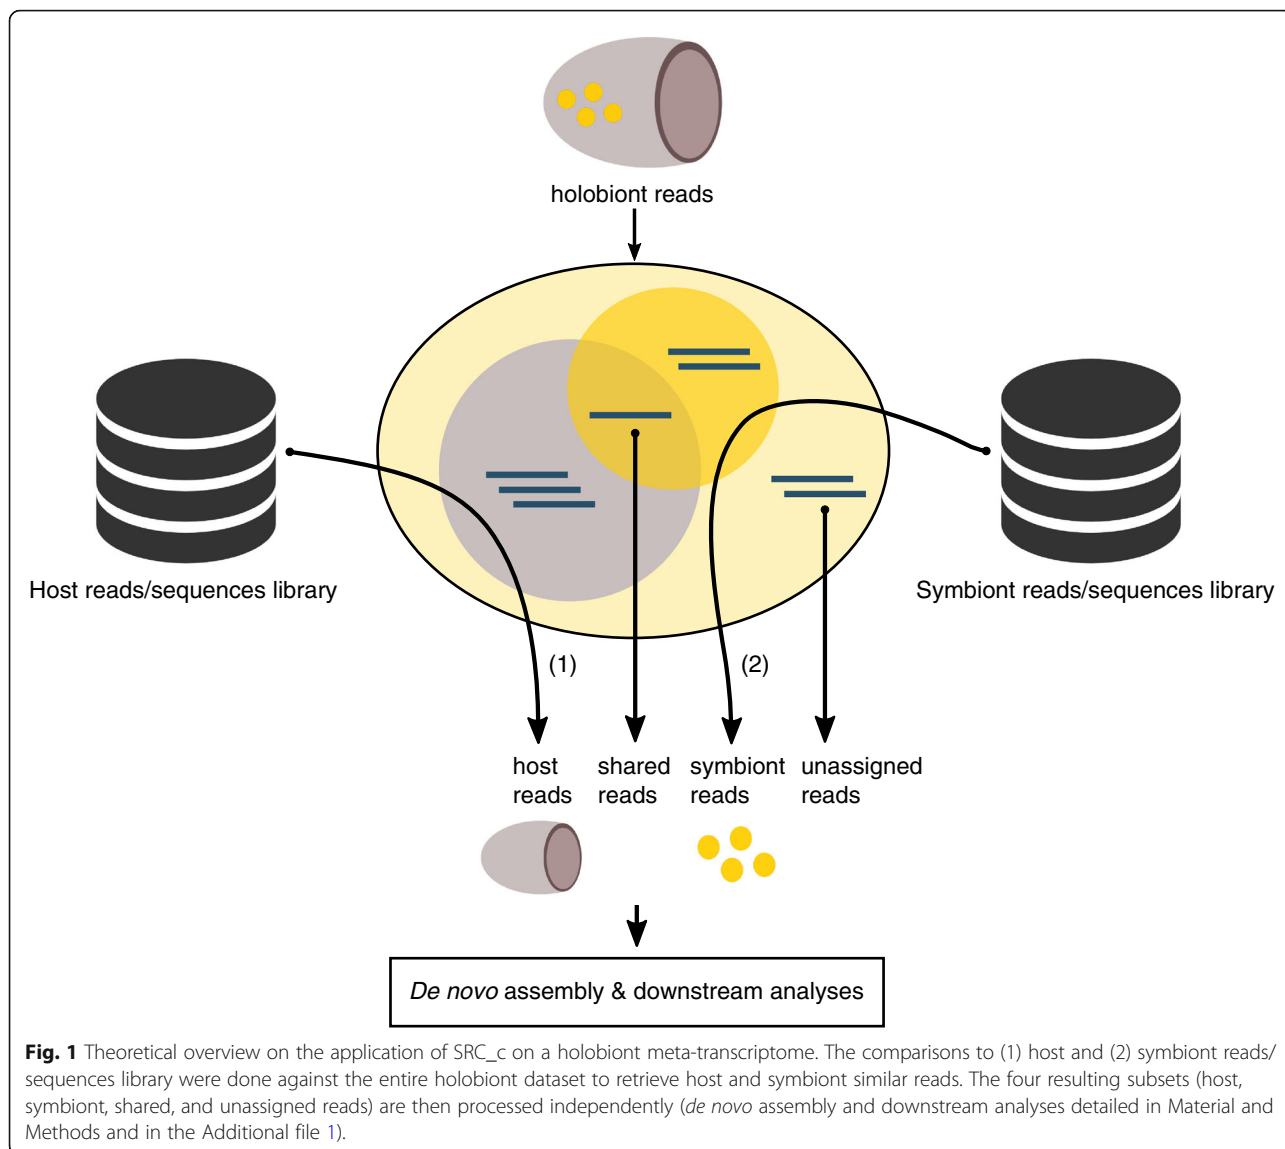 holobiont reads
Host reads/sequences library
Symbiont reads/sequences library
(1)
(2)
host
reads
shared
reads
symbiont
reads
unassigned
reads
De novo assembly & downstream analyses
Fig. 1 Theoretical overview on the application of SRC_c on a holobiont meta-transcriptome. The comparisons to (1) host and (2) symbiont reads/
sequences library were done against the entire holobiont dataset to retrieve host and symbiont similar reads. The four resulting subsets (host,
symbiont, shared, and unassigned reads) are then processed independently (de novo assembly and downstream analyses detailed in Material and
Methods and in the Additional file 1).